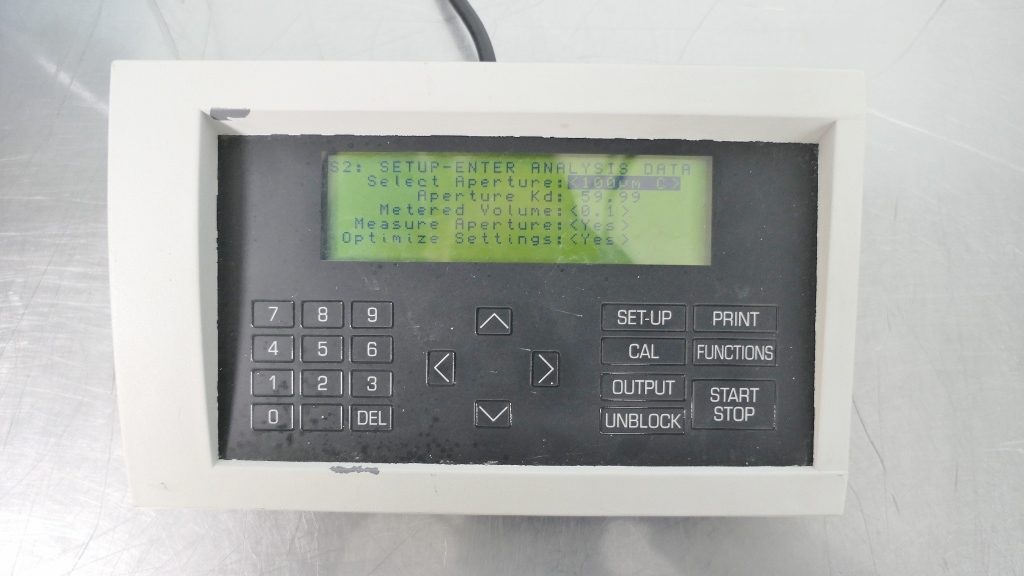 S2: SETUP-ENTER ANALYSIS DATA
Select Aperture:<100µm C>
Aperture Kd: 59.99
Metered Volume:<0.1>
Measure Aperture:<Yes>
Optimize Settings:<Yes>
7 8 9
4 5 6
1 2 3
0 . DEL
SET-UP PRINT
CAL FUNCTIONS
OUTPUT START STOP
UNBLOCK